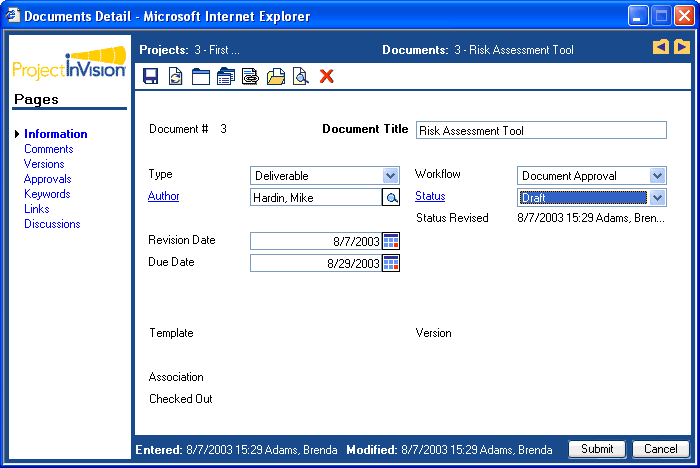 Documents Detail - Microsoft Internet Explorer
ProjectinVision
Projects: 3 - First ... Documents: 3 - Risk Assessment Tool
Pages
Information
Comments
Versions
Approvals
Keywords
Links
Discussions
Document # 3 Document Title Risk Assessment Tool
Type Deliverable Workflow Document Approval
Author Hardin, Mike Status Draft
Status Revised 8/7/2003 15:29 Adams, Bren...
Revision Date 8/7/2003
Due Date 8/29/2003
Template Version
Association
Checked Out
Entered: 8/7/2003 15:29 Adams, Brenda Modified: 8/7/2003 15:29 Adams, Brenda Submit Cancel